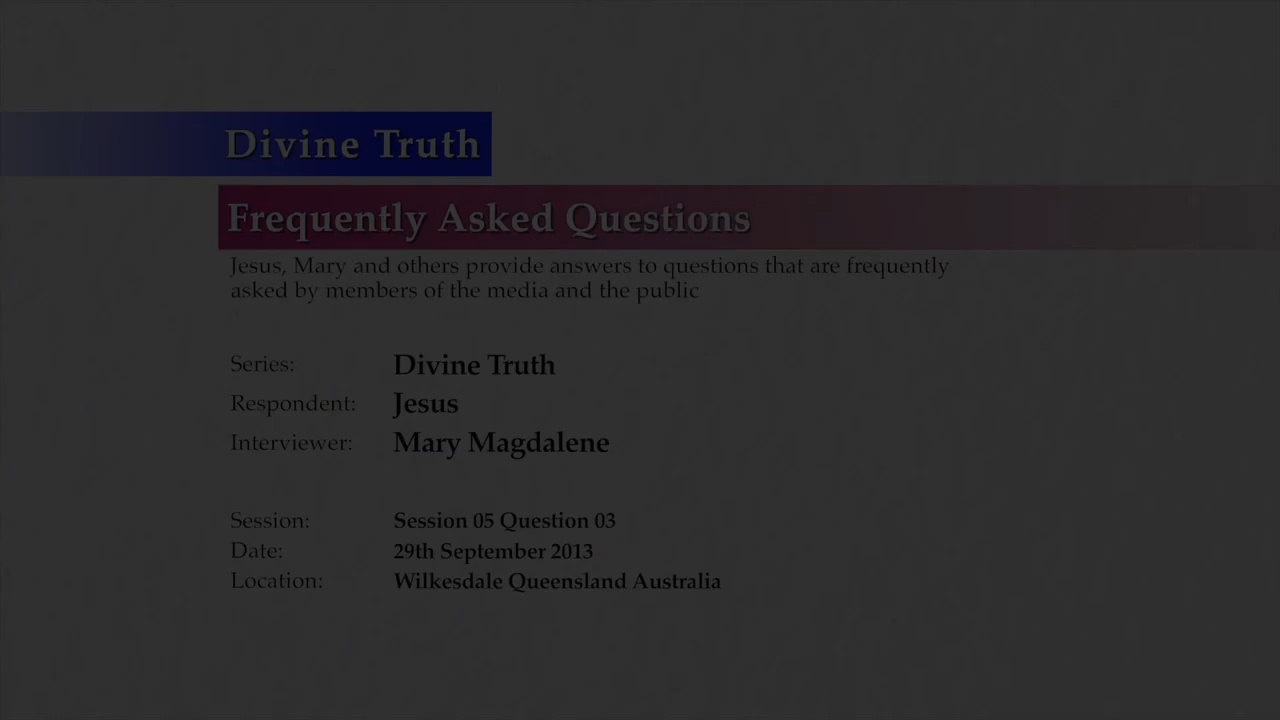 Divine Truth
Frequently Asked Questions
Jesus, Mary and others provide answers to questions that are frequently
asked by members of the media and the public
Series: Divine Truth
Respondent: Jesus
Interviewer: Mary Magdalene
Session: Session 05 Question 03
Date: 29th September 2013
Location: Wilkesdale Queensland Australia